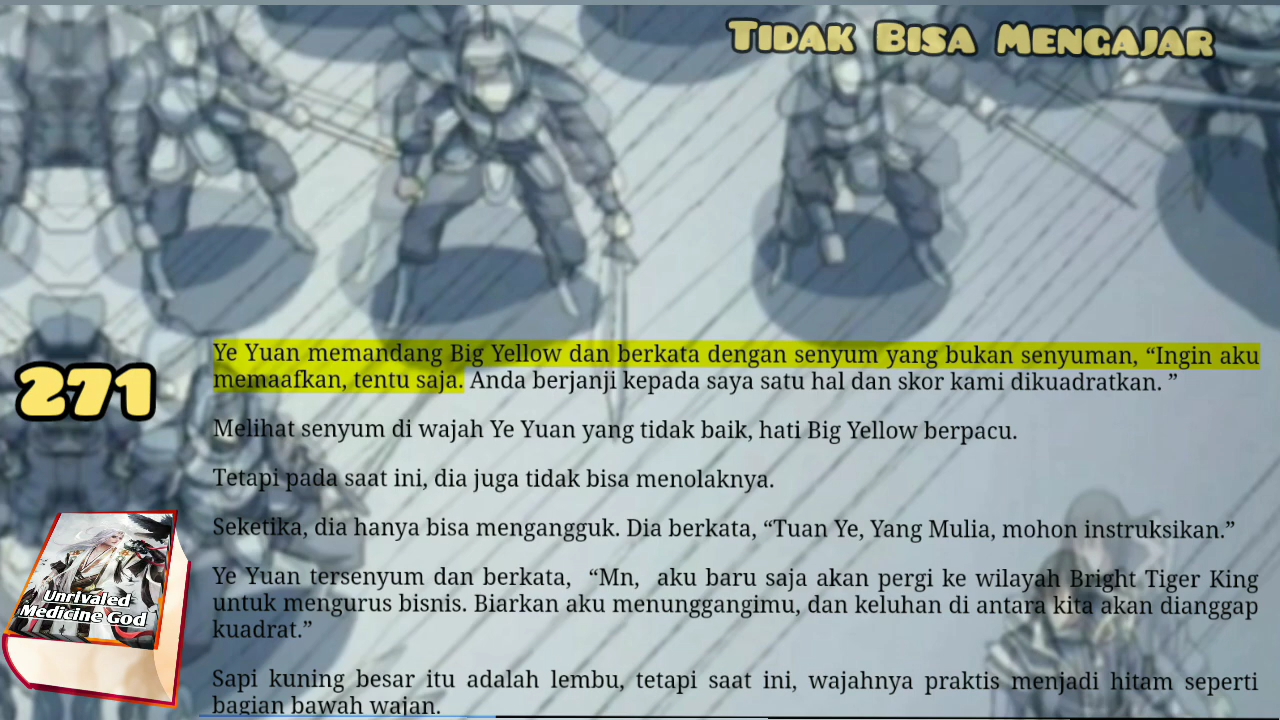 TIDAK BISA MENGAJAR
Ye Yuan memandang Big Yellow dan berkata dengan senyum yang bukan senyuman, “Ingin aku
memaafkan, tentu saja. Anda berjanji kepada saya satu hal dan skor kami dikuadratkan. ”
Melihat senyum di wajah Ye Yuan yang tidak baik, hati Big Yellow berpacu.
271
Tetapi pada saat ini, dia juga tidak bisa menolaknya.
Seketika, dia hanya bisa mengangguk. Dia berkata, “Tuan Ye, Yang Mulia, mohon instruksikan.”
Ye Yuan tersenyum dan berkata, “Mn, aku baru saja akan pergi ke wilayah Bright Tiger King
untuk mengurus bisnis. Biarkan aku menunggangimu, dan keluhan di antara kita akan dianggap
kuadrat.”
Sapi kuning besar itu adalah lembu, tetapi saat ini, wajahnya praktis menjadi hitam seperti
bagian bawah wajan.
Unrivaled
Medicine God